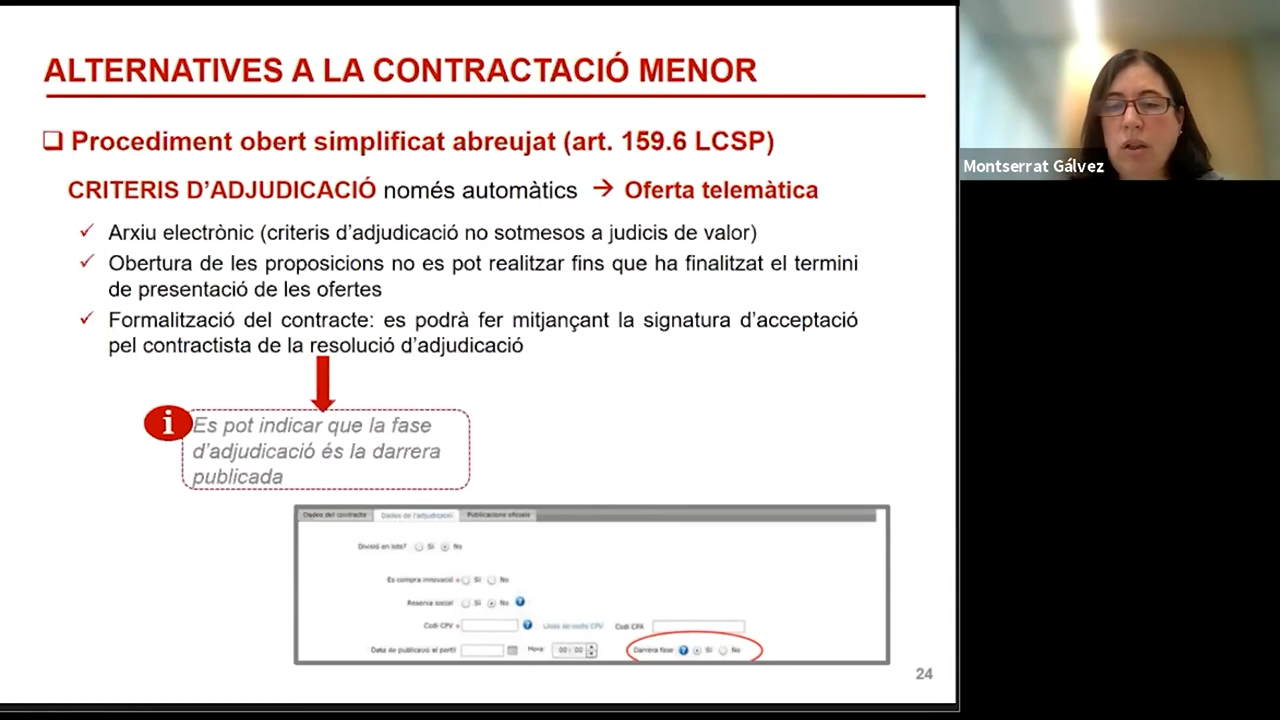 ALTERNATIVES A LA CONTRACTACIÓ MENOR
Procediment obert simplificat abreujat (art. 159.6 LCSP)
CRITERIS D'ADJUDICACIÓ només automàtics → Oferta telemàtica
Arxiu electrònic (criteris d'adjudicació no sotmesos a judicis de valor)
Obertura de les proposicions no es pot realitzar fins que ha finalitzat el termini
de presentació de les ofertes
Formalització del contracte: es podrà fer mitjançant la signatura d'acceptació
pel contractista de la resolució d'adjudicació
i
Es pot indicar que la fase
d'adjudicació és la darrera
publicada
Dades del contracte Dades de l'adjudicació Publicacions oficials
Divisió en lots? Sí No
Es compra innovació Sí No
Reserva social Sí No ?
Codi CPV ? Llista de codis CPV Codi CPA
Data de publicació al perfil Hora 00 : 00 Darrera fase ? Sí No
24
Montserrat Gálvez